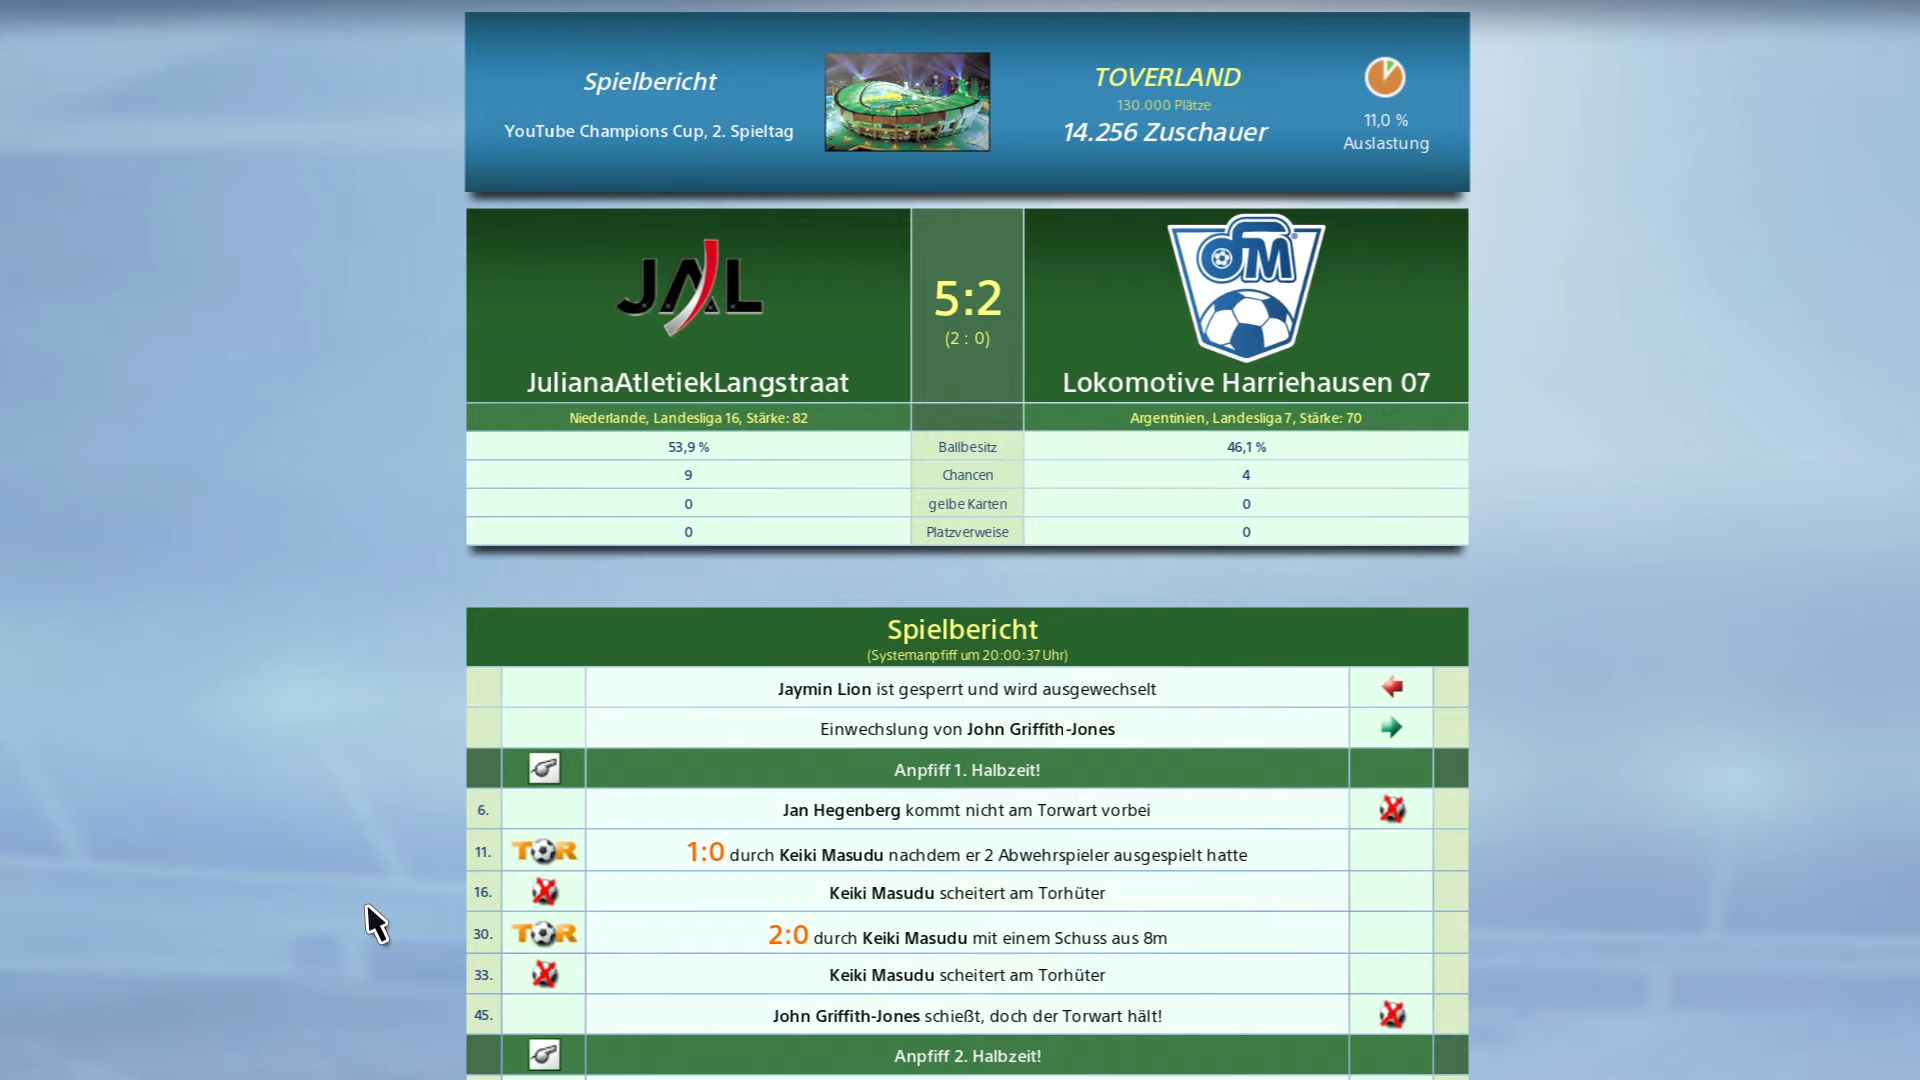 Spielbericht
YouTube Champions Cup, 2. Spieltag
TOVERLAND
130.000 Plätze
14.256 Zuschauer
11,0 %
Auslastung
JAL
5:2
(2 : 0)
OFM
JulianaAtletiekLangstraat
Lokomotive Harriehausen 07
Niederlande, Landesliga 16, Stärke: 82
Argentinien, Landesliga 7, Stärke: 70
53,9 % Ballbesitz 46,1 %
9 Chancen 4
0 gelbe Karten 0
0 Platzverweise 0
Spielbericht
(Systemanpfiff um 20:00:37 Uhr)
Jaymin Lion ist gesperrt und wird ausgewechselt
Einwechslung von John Griffith-Jones
Anpfiff 1. Halbzeit!
6. Jan Hegenberg kommt nicht am Torwart vorbei
11. TOR 1:0 durch Keiki Masudu nachdem er 2 Abwehrspieler ausgespielt hatte
16. Keiki Masudu scheitert am Torhüter
30. TOR 2:0 durch Keiki Masudu mit einem Schuss aus 8m
33. Keiki Masudu scheitert am Torhüter
45. John Griffith-Jones schießt, doch der Torwart hält!
Anpfiff 2. Halbzeit!